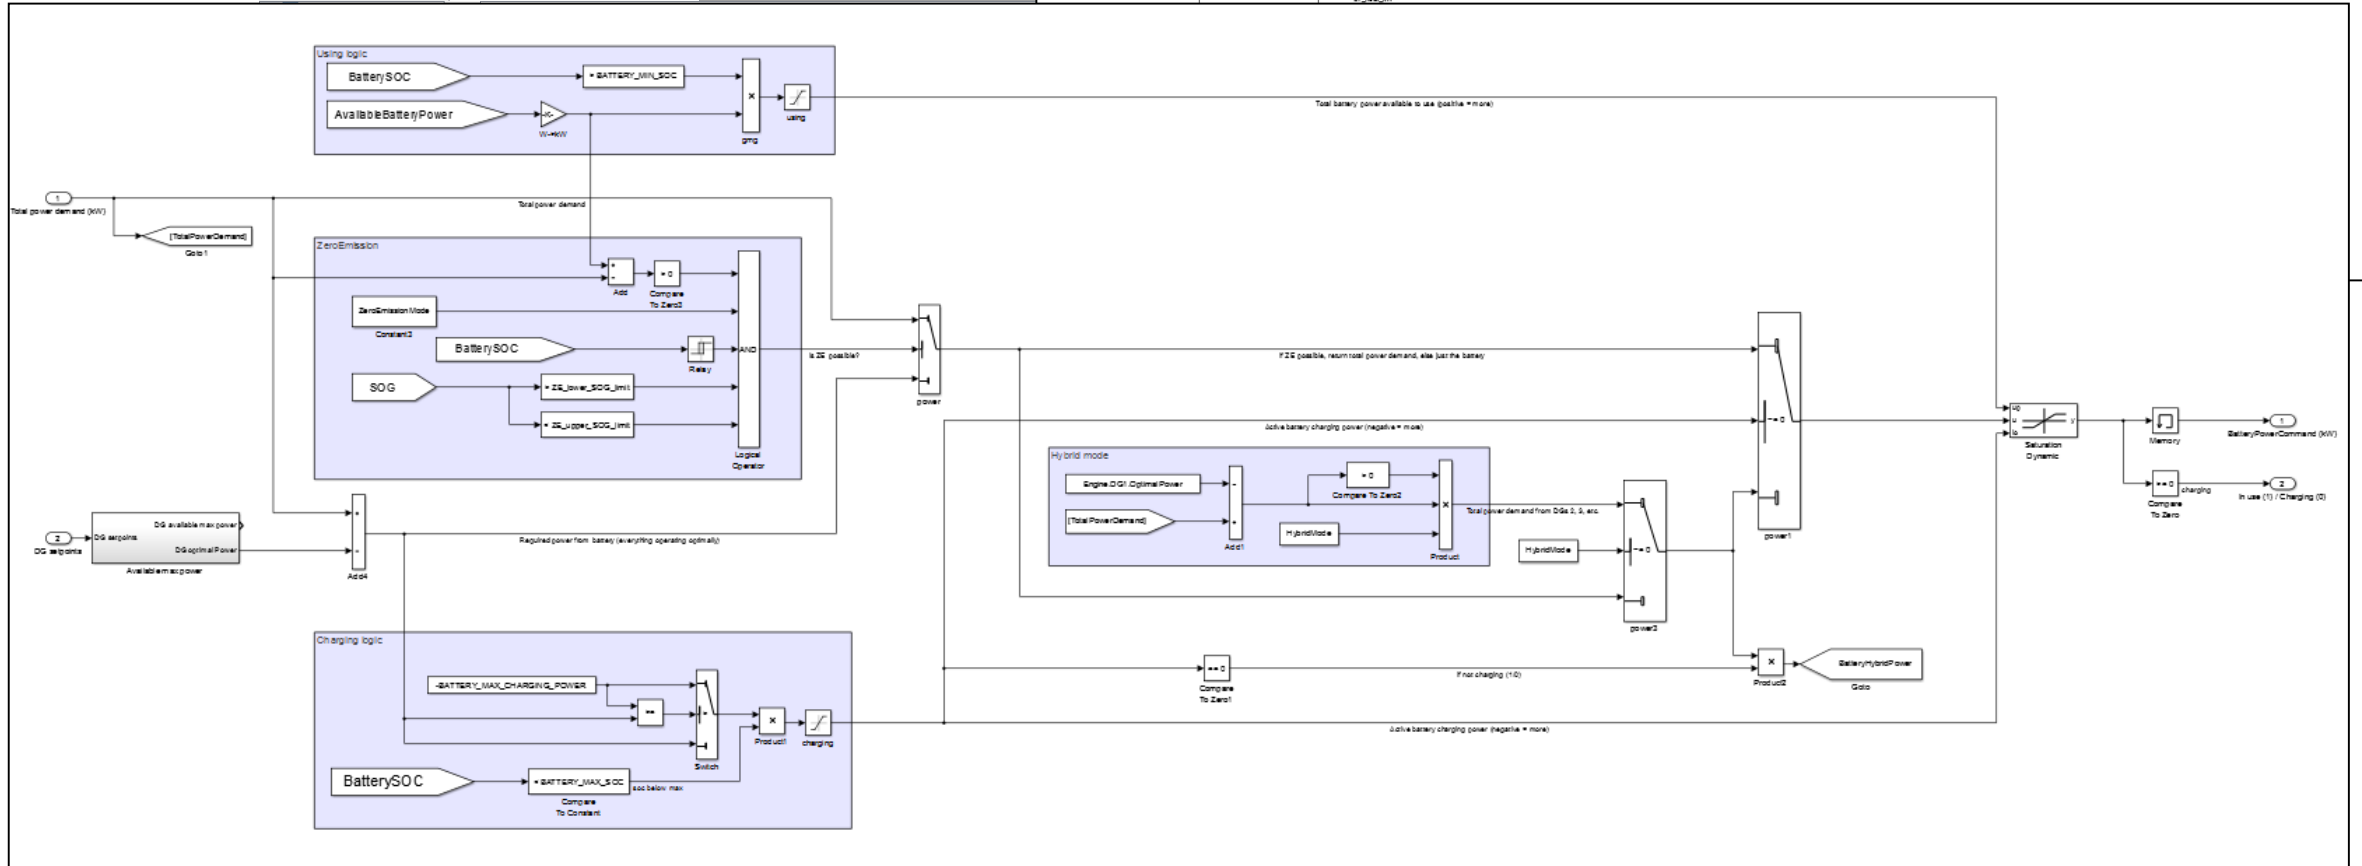 Using logic
BatterySOC
BATTERY_MIN_SOC
AvailableBatteryPower
W->kW
using
Total battery power available to use (positive = more)
1
Total power demand (kW)
[TotalPowerDemand]
Goto1
Total power demand
ZeroEmission
Add
Compare
To Zero3
ZeroEmissionMode
Constant3
BatterySOC
Relay
AND
Is ZE possible?
SOG
ZE_lower_SOG_limit
ZE_upper_SOG_limit
Logical
Operator
power
If ZE possible, return total power demand, else just the battery
Active battery charging power (negative = more)
~= 0
power1
up
u
lo
y
Saturation
Dynamic
Memory
1
BatteryPowerCommand (kW)
Compare
To Zero
charging
2
In use (1) / Charging (0)
Hybrid mode
Engine.DG1.OptimalPower
[TotalPowerDemand]
Add1
> 0
Compare To Zero2
HybridMode
Product
Total power demand from DGs 2, 3, etc.
HybridMode
~= 0
2
DG setpoints
DG setpoints
DG available max power
DG optimal Power
Available max power
Add4
Required power from battery (everything operating optimally)
Charging logic
-BATTERY_MAX_CHARGING_POWER
Switch
Product1
charging
BatterySOC
BATTERY_MAX_SOC
soc below max
Compare
To Constant
Compare
To Zero1
If not charging (1/0)
Product2
BatteryHybridPower
Goto
Active battery charging power (negative = more)